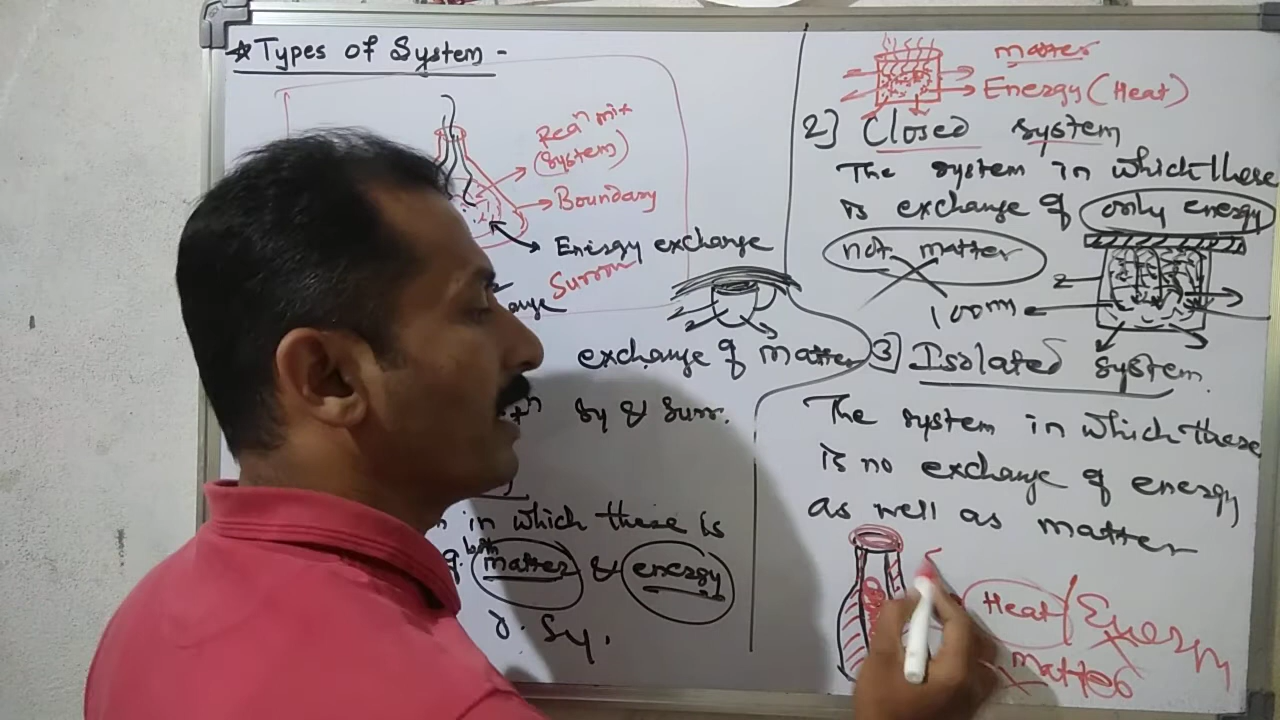 ☆ Types of System -
Reaⁿ mix
(System)
Boundary
Energy exchange
Surron
exchange of matter
Sy & Surr.
in which there is
both
matter & energy
Sy.
matter
Energy (Heat)
2] Closed system
The system in which there
is exchange of only energy
not matter
3] Isolated system.
The system in which there
is no exchange of energy
as well as matter
Heat
matter